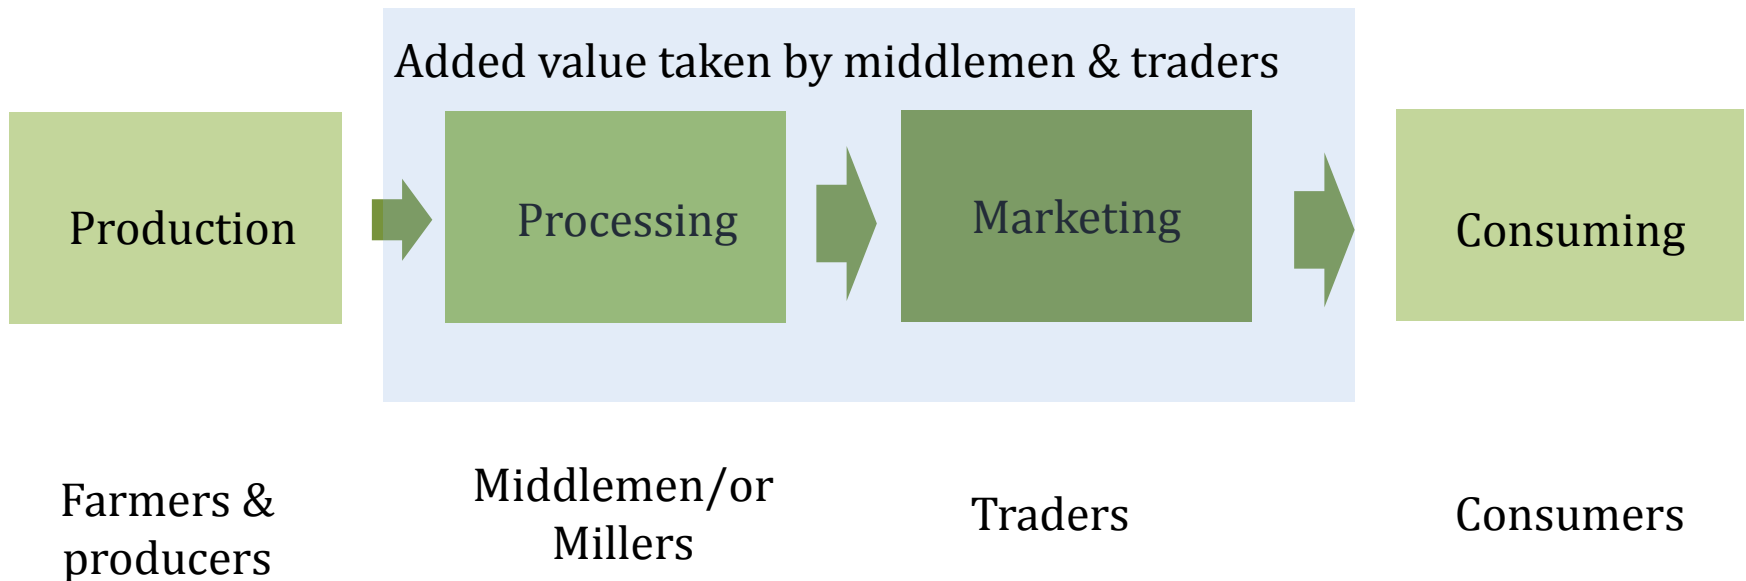 Added value taken by middlemen & traders
Production
Processing
Marketing
Consuming
Farmers &
producers
Middlemen/or
Millers
Traders
Consumers